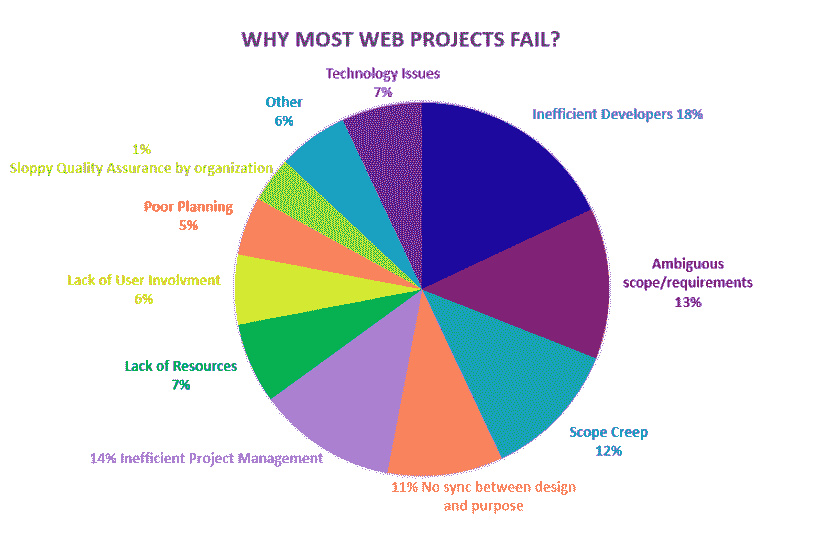 WHY MOST WEB PROJECTS FAIL?
Technology Issues
7%
Other
6%
Inefficient Developers 18%
1%
Sloppy Quality Assurance by organization
Poor Planning
5%
Ambiguous
scope/requirements
13%
Lack of User Involvment
6%
Lack of Resources
7%
Scope Creep
12%
14% Inefficient Project Management
11% No sync between design
and purpose